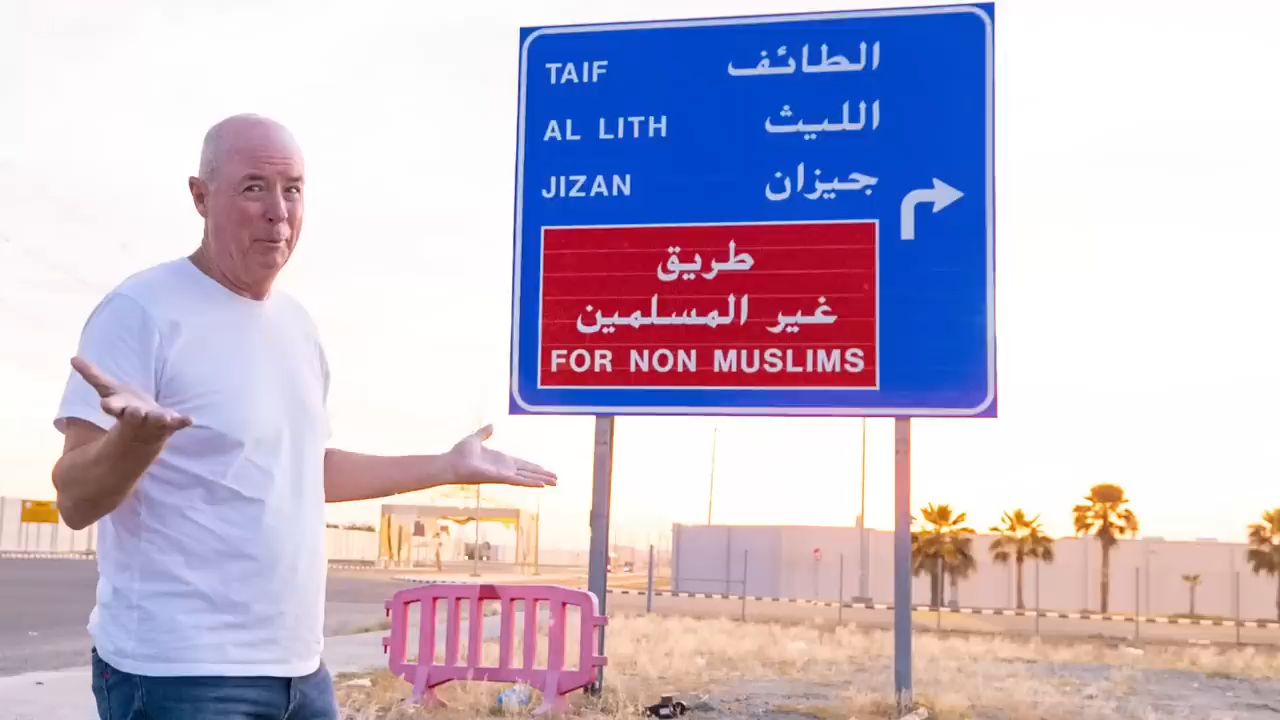 TAIF الطائف
AL LITH الليث
JIZAN جيزان
طريق
غير المسلمين
FOR NON MUSLIMS